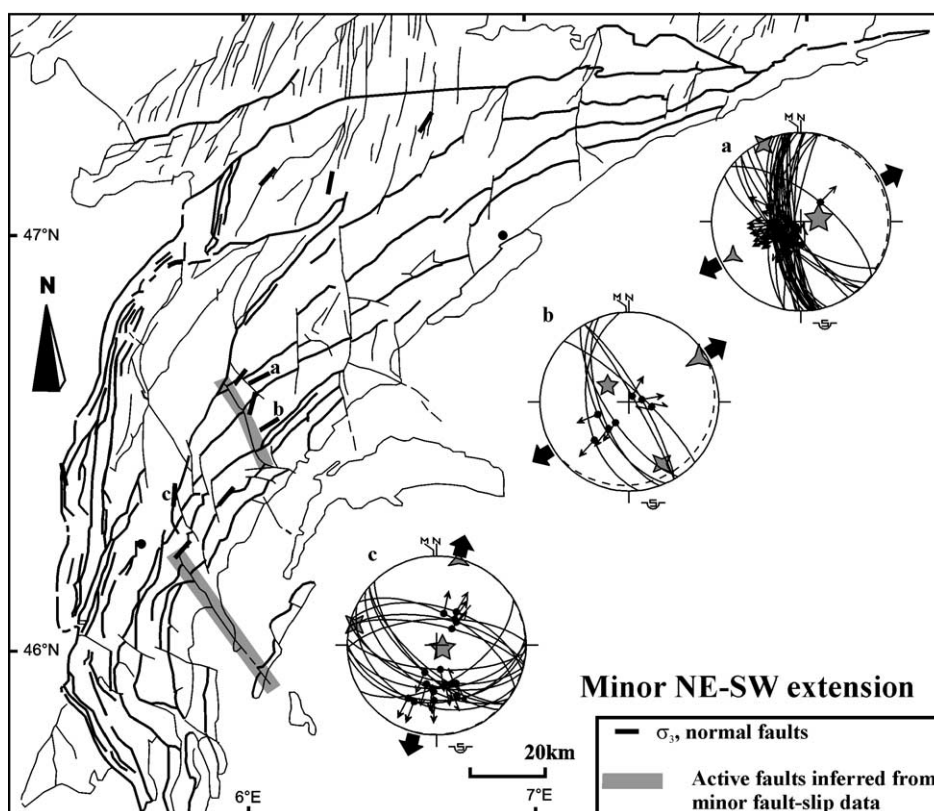 M N
a
47°N
M N
b
N
a
b
c
M N
c
46°N
Minor NE-SW extension
20km
σ3, normal faults
Active faults inferred from
minor fault-slip data
6°E
7°E